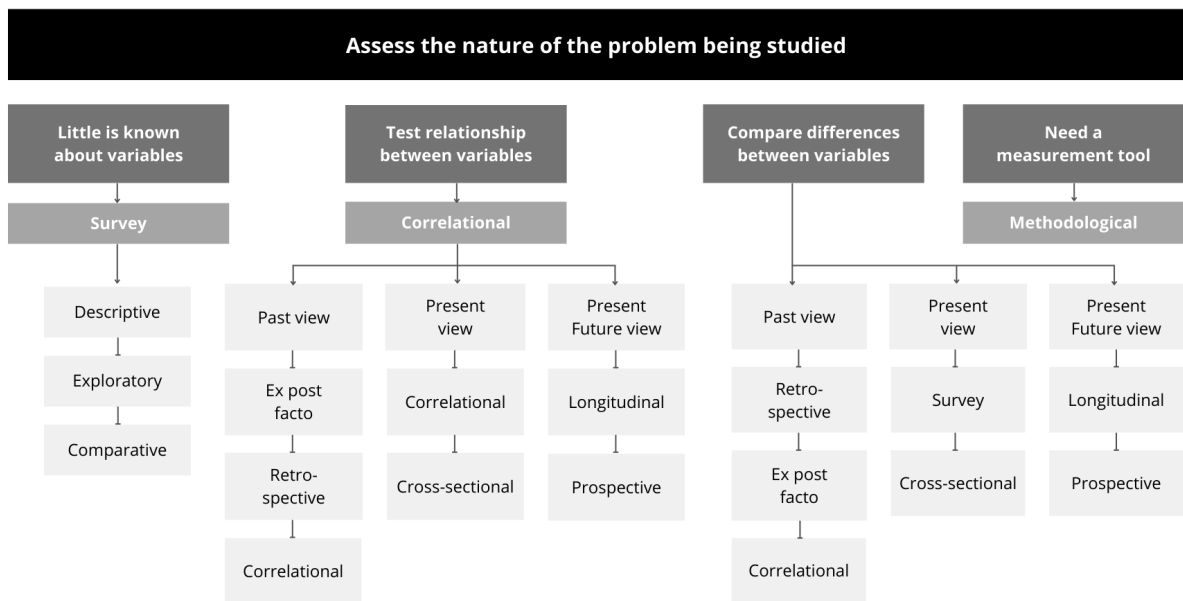 Assess the nature of the problem being studied
Little is known
about variables
Test relationship
between variables
Compare differences
between variables
Need a
measurement tool
Survey
Correlational
Methodological
Descriptive
Exploratory
Comparative
Past view
Ex post
facto
Retro-
spective
Correlational
Present
view
Correlational
Cross-sectional
Present
Future view
Longitudinal
Prospective
Past view
Retro-
spective
Ex post
facto
Correlational
Present
view
Survey
Cross-sectional
Present
Future view
Longitudinal
Prospective